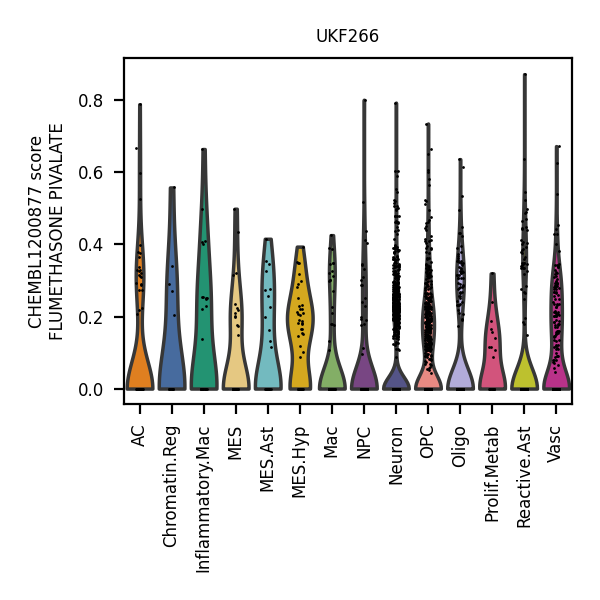 UKF266
CHEMBL1200877 score
FLUMETHASONE PIVALATE
0.8
0.6
0.4
0.2
0.0
AC
Chromatin.Reg
Inflammatory.Mac
MES
MES.Ast
MES.Hyp
Mac
NPC
Neuron
OPC
Oligo
Prolif.Metab
Reactive.Ast
Vasc